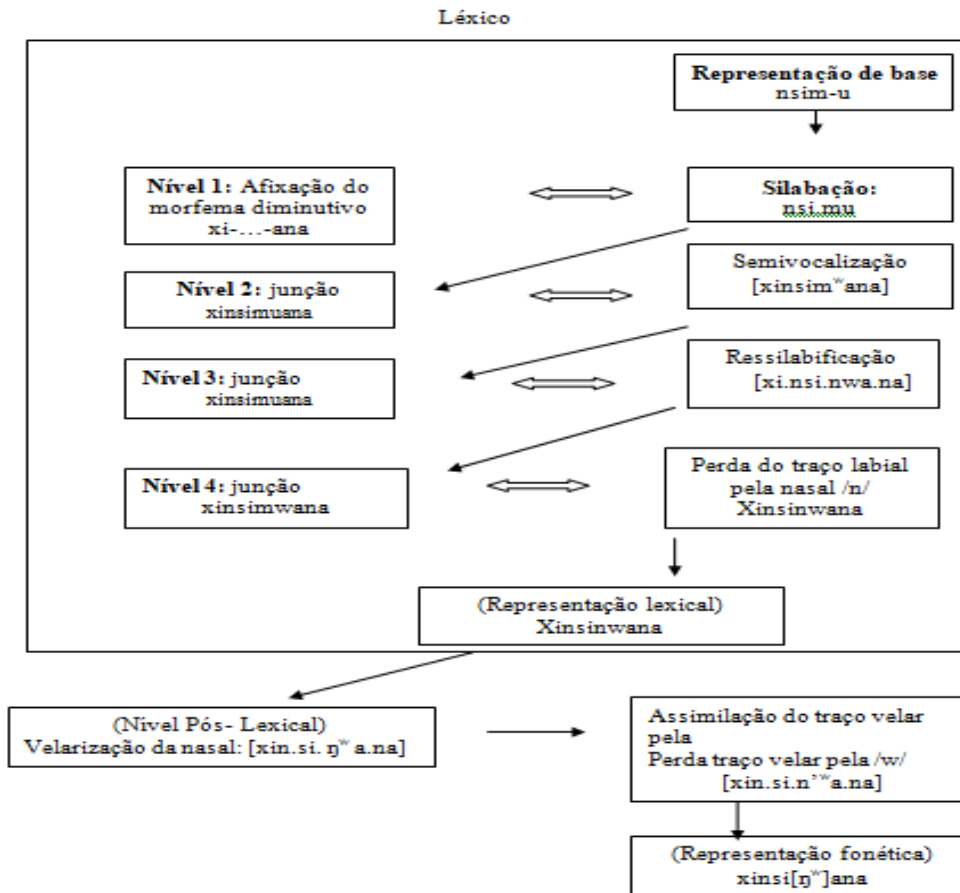 Léxico
Representação de base
nsim-u
Nível 1: Afixação do
morfema diminutivo
xi-…-ana
Silabação:
nsi.mu
Semivocalização
[xinsimʷana]
Nível 2: junção
xinsimuana
Ressilabificação
[xi.nsi.nwa.na]
Nível 3: junção
xinsimuana
Perda do traço labial
pela nasal /n/
Xinsinwana
Nível 4: junção
xinsimwana
(Representação lexical)
Xinsinwana
(Nível Pós- Lexical)
Velarização da nasal: [xin.si. ŋʷ a.na]
Assimilação do traço velar
pela
Perda traço velar pela /w/
[xin.si.n’ʷa.na]
(Representação fonética)
xinsi[ŋʷ]ana